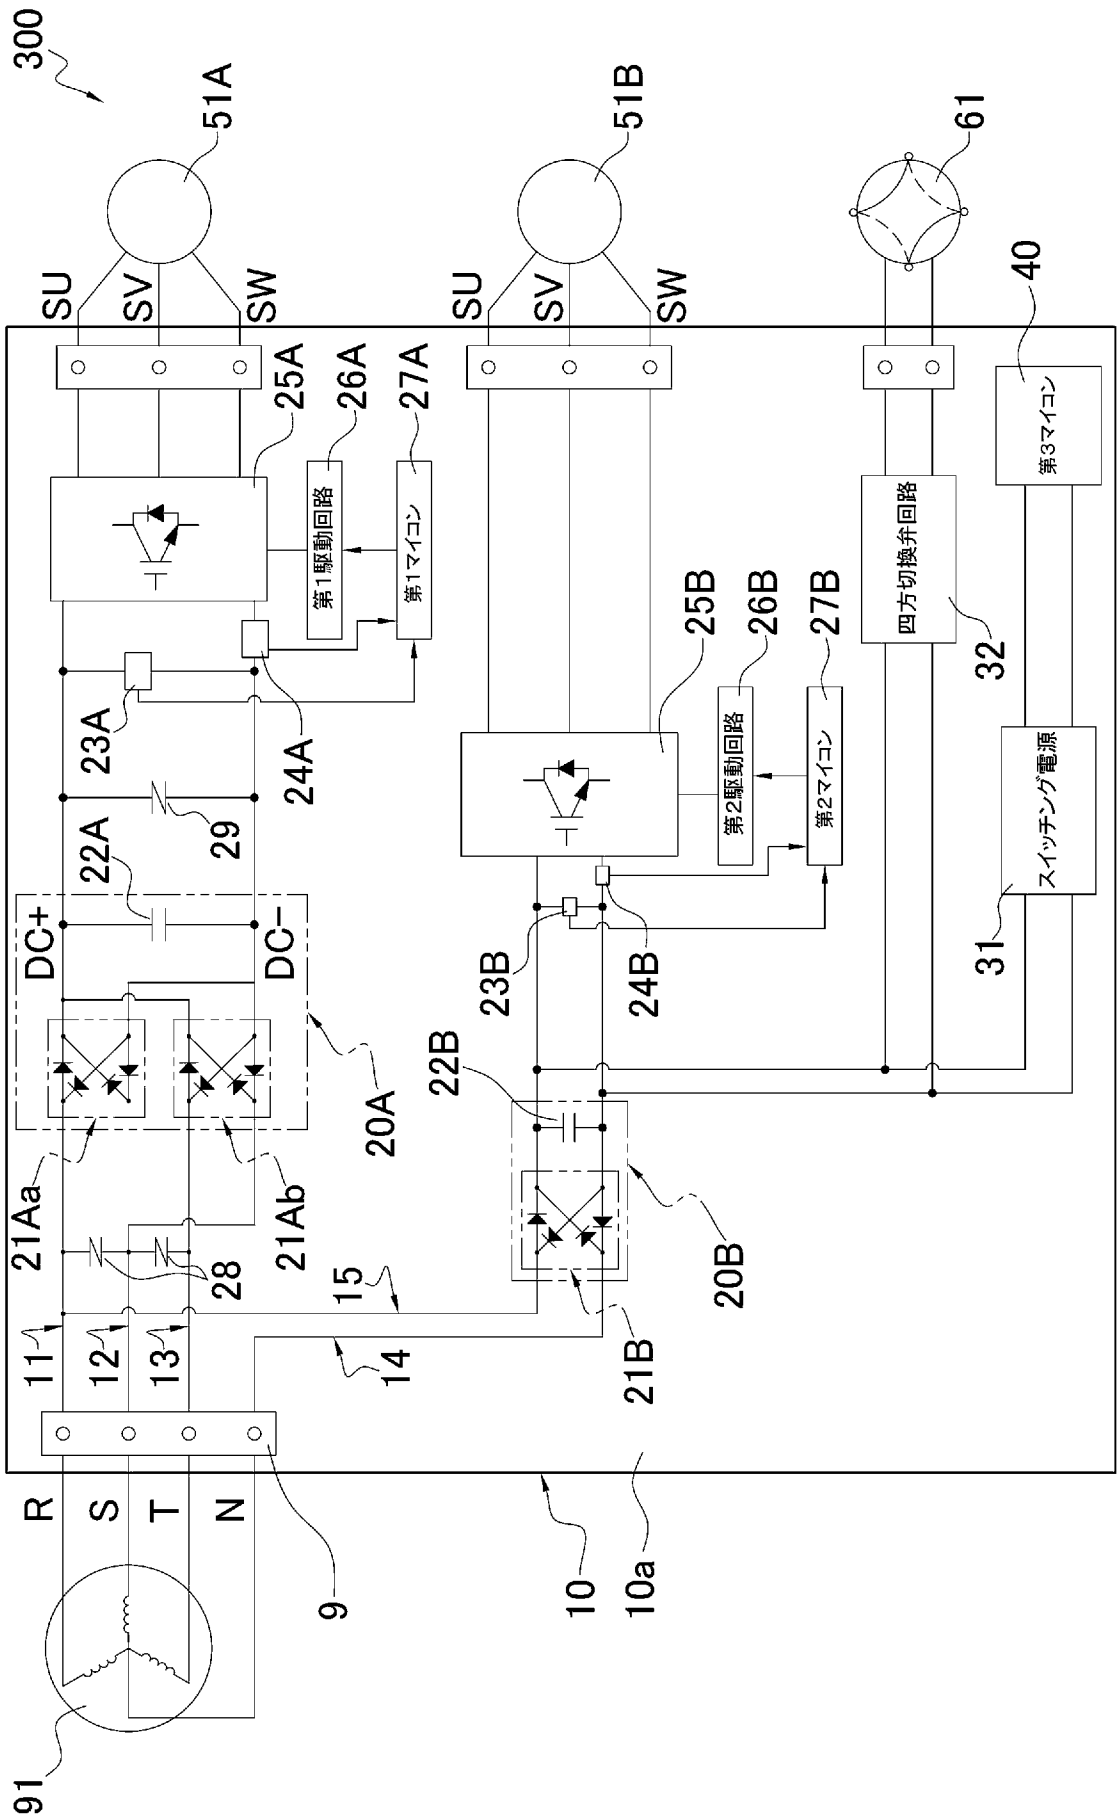 300
91
R
S
T
N
9
11
12
13
28
15
14
21Aa
21Ab
20A
DC+
DC-
22A
29
23A
24A
25A
第1駆動回路
26A
第1マイコン
27A
SU
SV
SW
51A
21B
20B
22B
23B
24B
25B
第2駆動回路
26B
第2マイコン
27B
SU
SV
SW
51B
四方切換弁回路
32
61
スイッチング電源
31
第3マイコン
40
10
10a